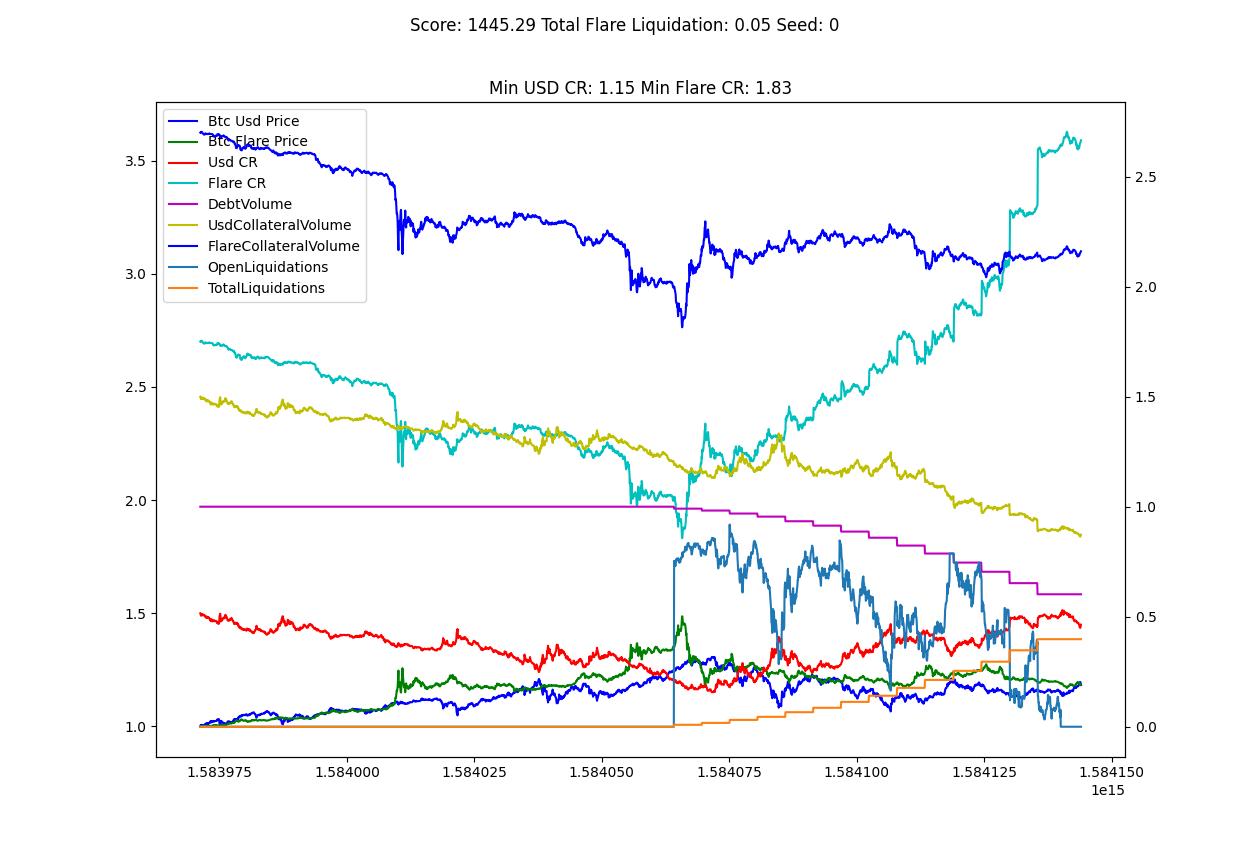 Score: 1445.29 Total Flare Liquidation: 0.05 Seed: 0
Min USD CR: 1.15 Min Flare CR: 1.83
Btc Usd Price
Btc Flare Price
Usd CR
Flare CR
DebtVolume
UsdCollateralVolume
FlareCollateralVolume
OpenLiquidations
TotalLiquidations
3.5
3.0
2.5
2.0
1.5
1.0
2.5
2.0
1.5
1.0
0.5
0.0
1.583975 1.584000 1.584025 1.584050 1.584075 1.584100 1.584125 1.584150
1e15